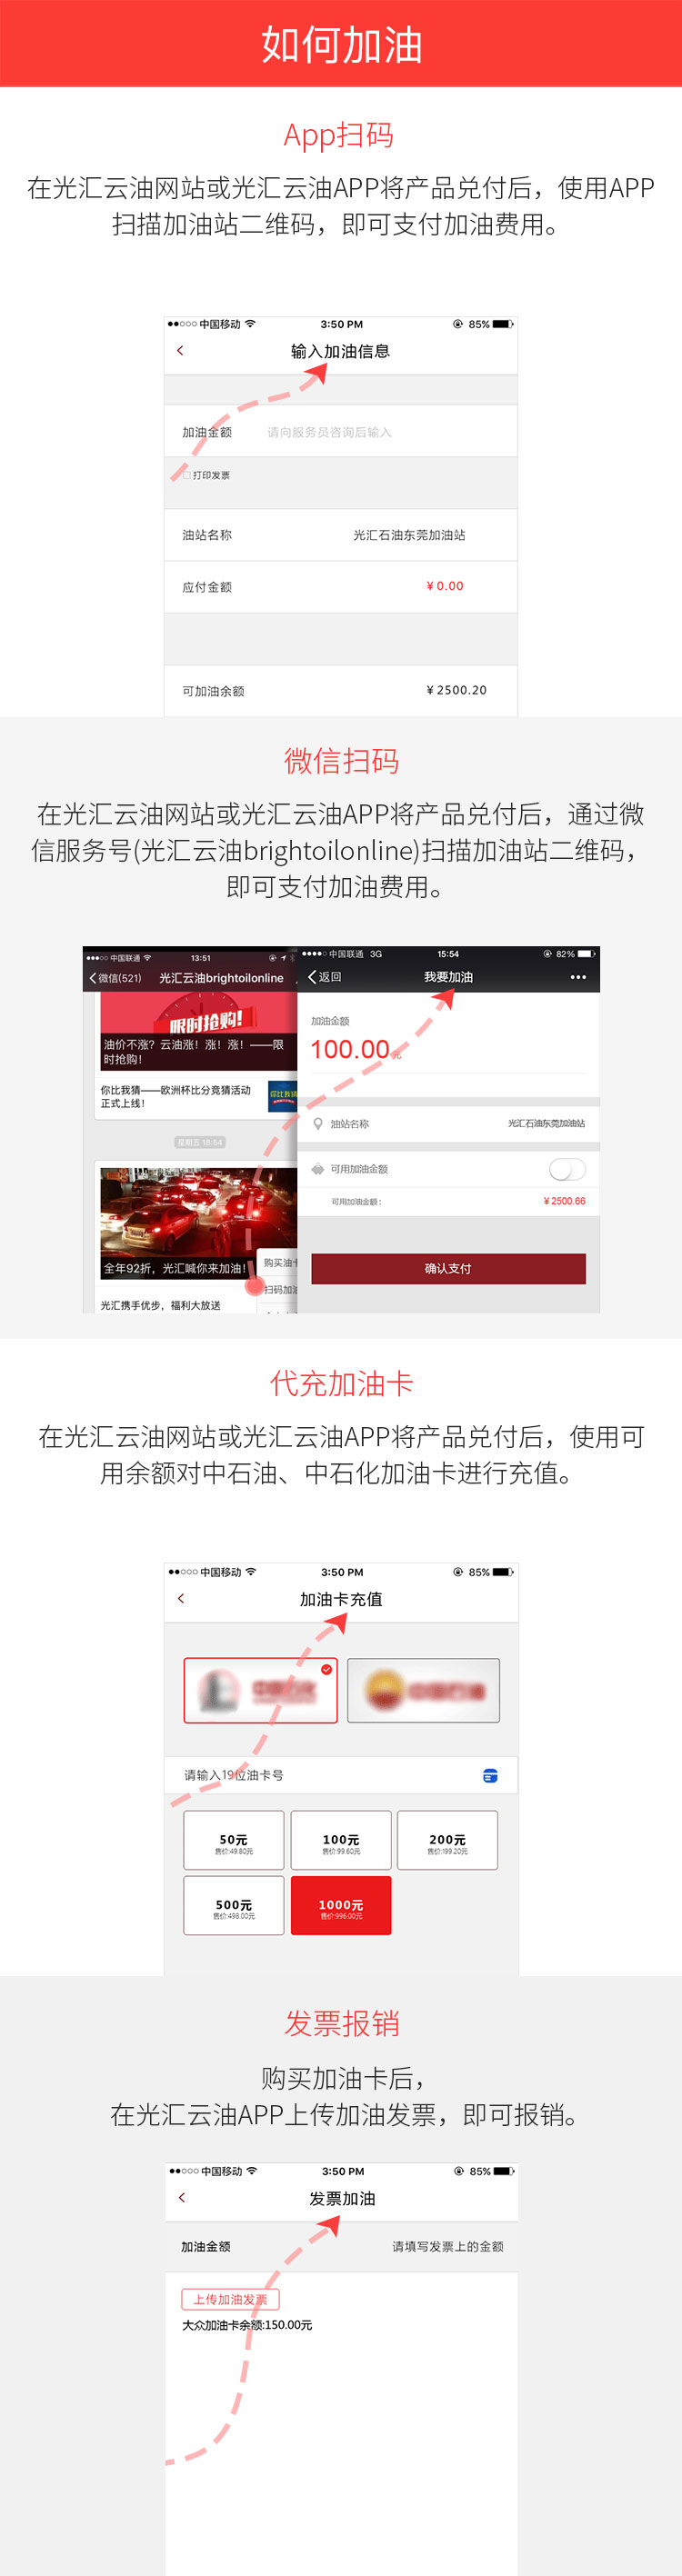 如何加油
App扫码
在光汇云油网站或光汇云油APP将产品兑付后，使用APP
扫描加油站二维码，即可支付加油费用。
中国移动 3:50 PM 85%
输入加油信息
加油金额 请向服务员咨询后输入
打印发票
油站名称 光汇石油东莞加油站
应付金额 ¥0.00
可加油余额 ¥2500.20
微信扫码
在光汇云油网站或光汇云油APP将产品兑付后，通过微
信服务号(光汇云油brightoilonline)扫描加油站二维码，
即可支付加油费用。
中国联通 13:51
微信(521) 光汇云油brightoilonline
限时抢购!
油价不涨？云油涨！涨！涨！——限
时抢购！
你比我猜——欧洲杯比分竞猜活动
正式上线！
你比我猜
星期五 18:54
全年92折，光汇喊你来加油！
光汇携手优步，福利大放送
购买油卡
扫码加油
中国联通 3G 15:54 82%
返回 我要加油
加油金额
100.00元
油站名称 光汇石油东莞加油站
可用加油金额
可用加油金额： ¥2500.66
确认支付
代充加油卡
在光汇云油网站或光汇云油APP将产品兑付后，使用可
用余额对中石油、中石化加油卡进行充值。
中国移动 3:50 PM 85%
加油卡充值
中国石化 中国石油
请输入19位油卡号
50元 100元 200元
售价:49.80元 售价:99.60元 售价:199.20元
500元 1000元
售价:498.00元 售价:996.00元
发票报销
购买加油卡后，
在光汇云油APP上传加油发票，即可报销。
中国移动 3:50 PM 85%
发票加油
加油金额 请填写发票上的金额
上传加油发票
大众加油卡余额:150.00元